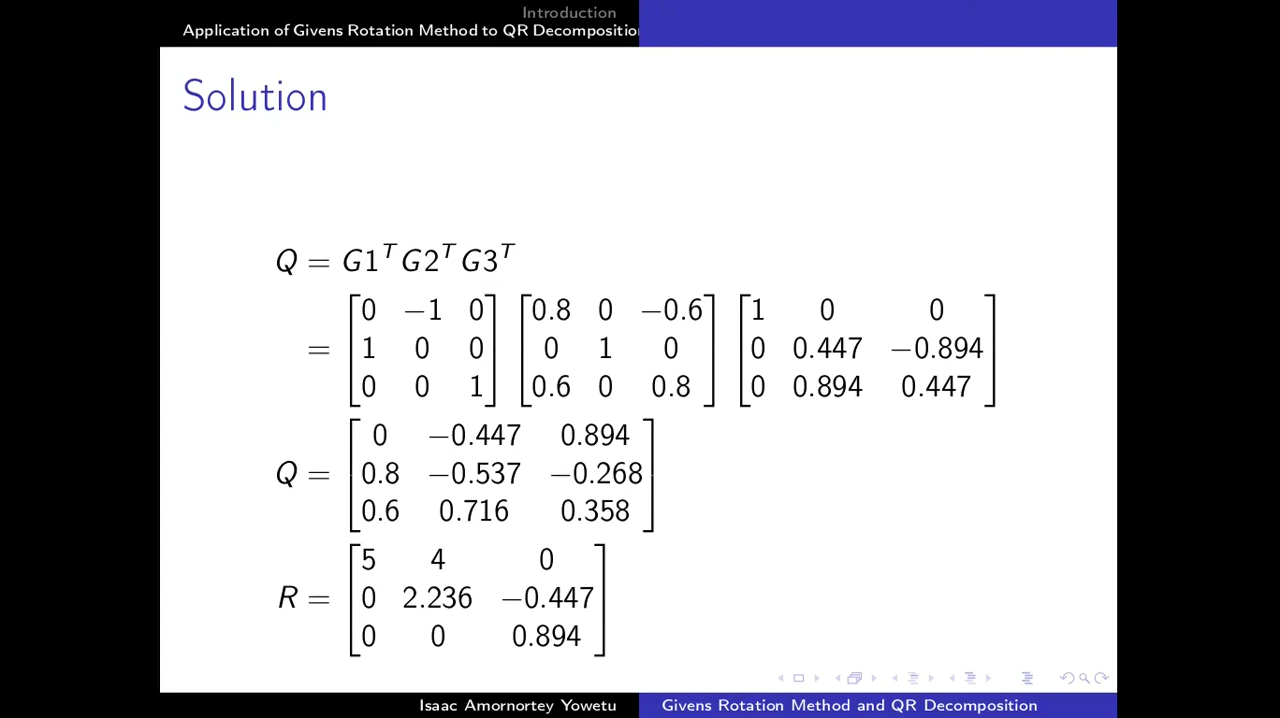 Introduction
Application of Givens Rotation Method to QR Decomposition
Solution
Q = G1^T G2^T G3^T
= [0 −1 0; 1 0 0; 0 0 1] [0.8 0 −0.6; 0 1 0; 0.6 0 0.8] [1 0 0; 0 0.447 −0.894; 0 0.894 0.447]
Q = [0 −0.447 0.894; 0.8 −0.537 −0.268; 0.6 0.716 0.358]
R = [5 4 0; 0 2.236 −0.447; 0 0 0.894]
Isaac Amornortey Yowetu
Givens Rotation Method and QR Decomposition